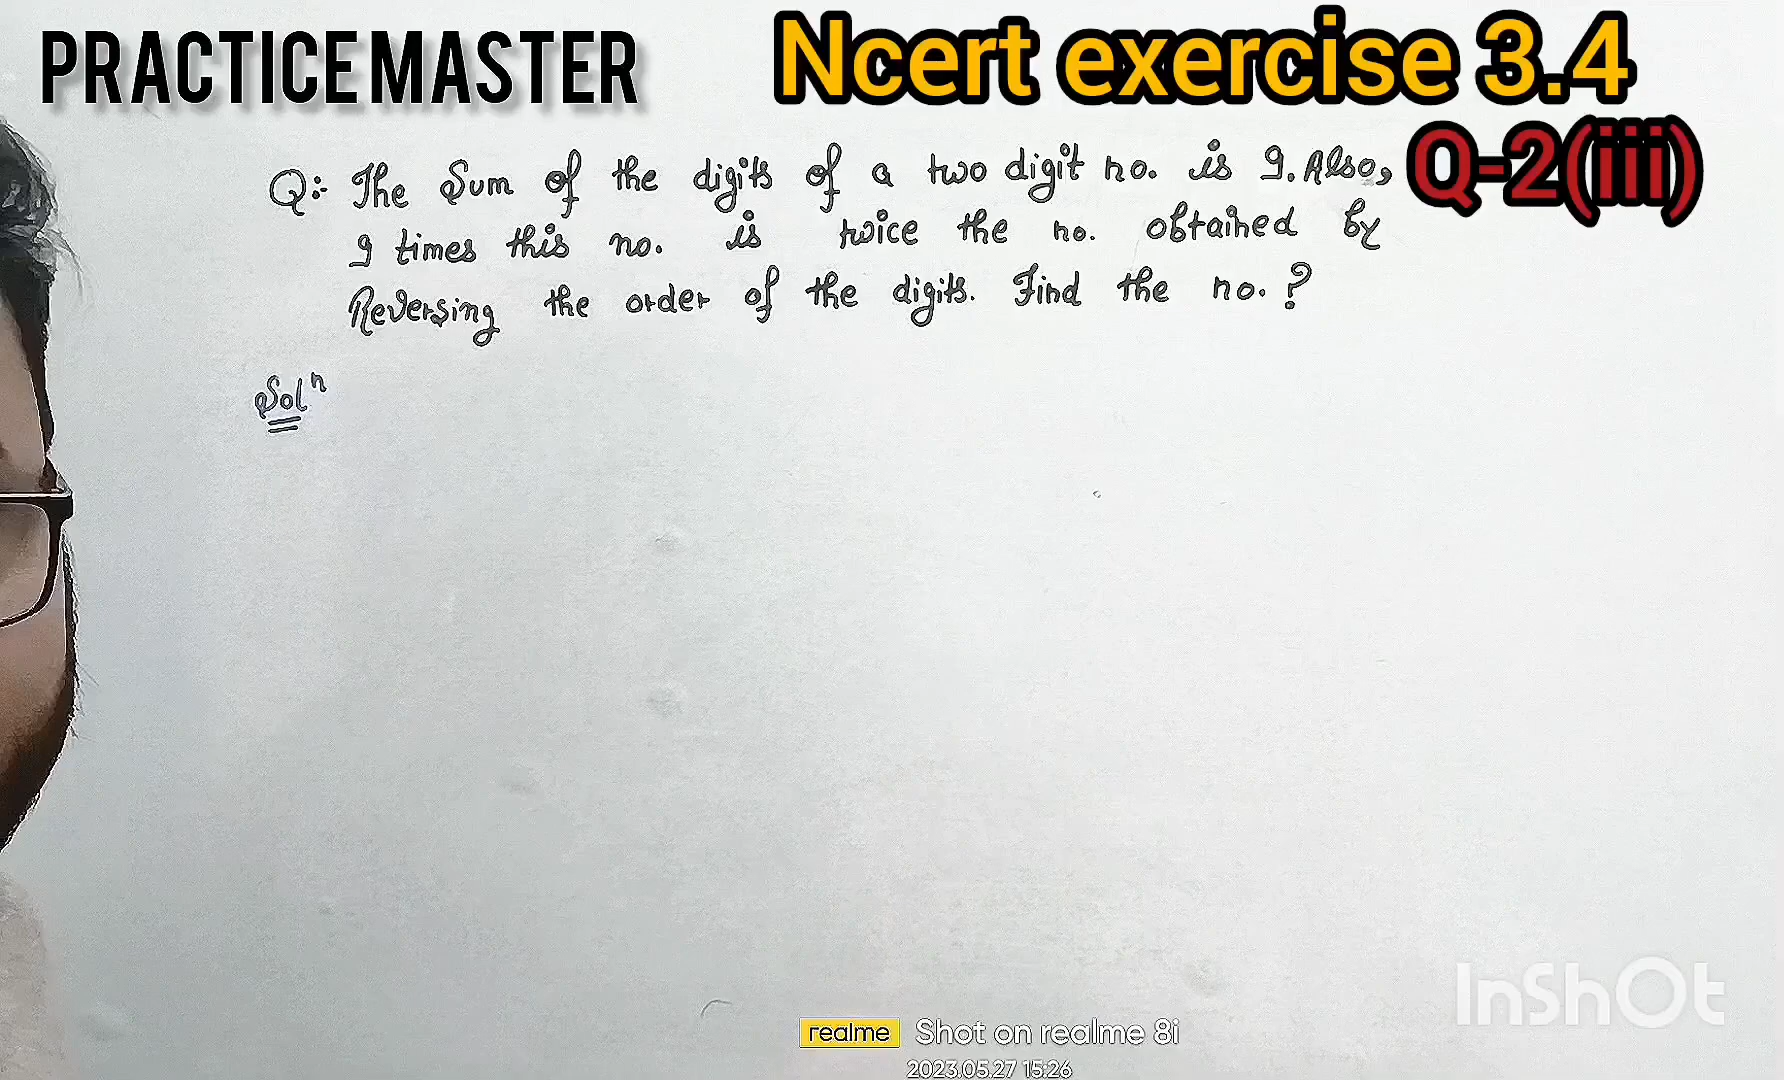 PRACTICE MASTER
Ncert exercise 3.4
Q-2(iii)
Q:- The Sum of the digits of a two digit no. is 9. Also,
9 times this no. is twice the no. obtained by
Reversing the order of the digits. Find the no. ?
Solⁿ
InShOt
realme Shot on realme 8i
2023.05.27 15:26